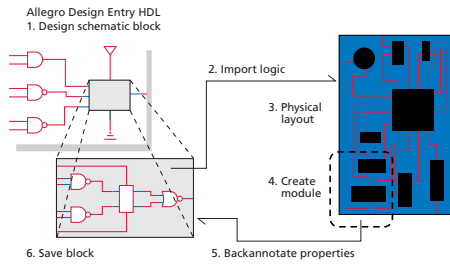 Allegro Design Entry HDL
1. Design schematic block
2. Import logic
3. Physical
layout
4. Create
module
5. Backannotate properties
6. Save block